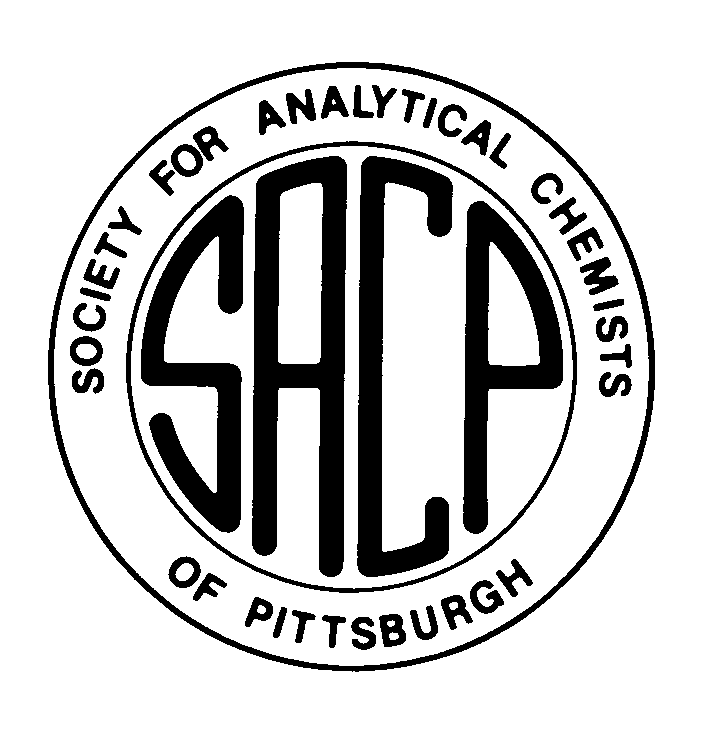 SOCIETY FOR ANALYTICAL CHEMISTS
SACP
OF PITTSBURGH